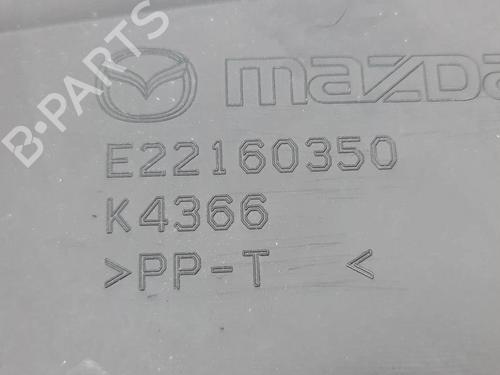 B-PARTS
mazda
E22160350
K4366
>PP-T <